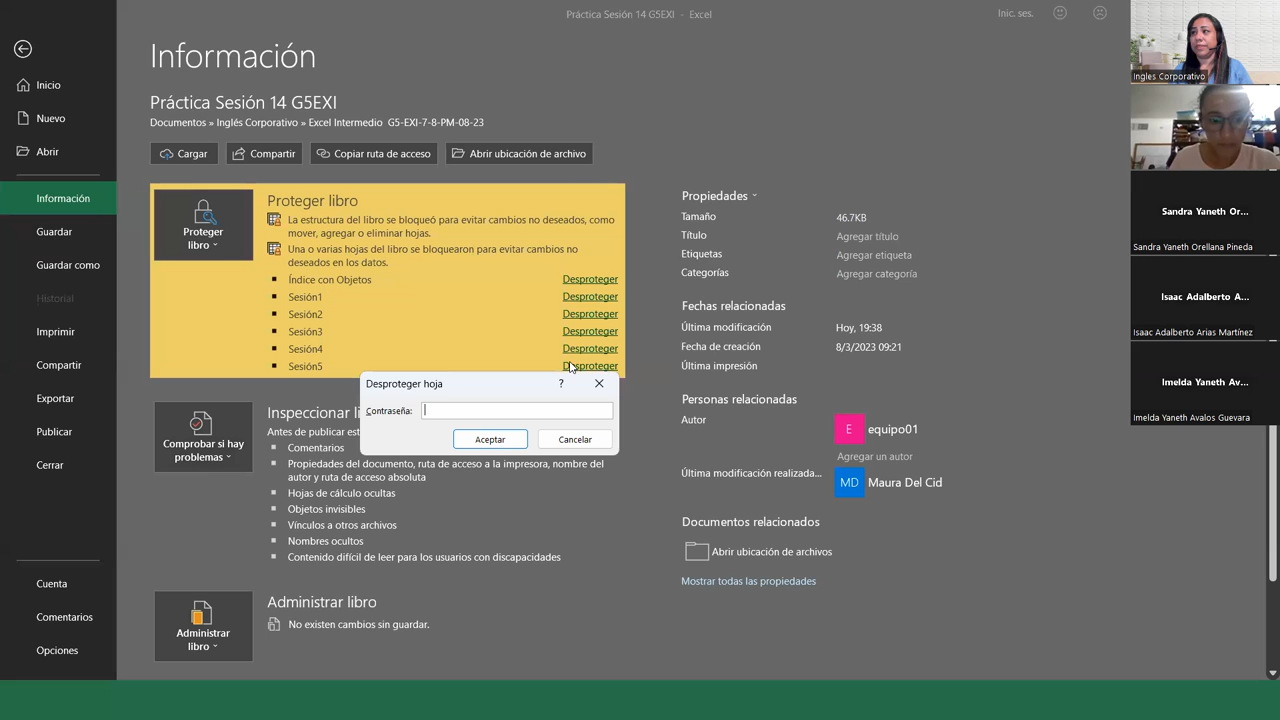 Práctica Sesión 14 G5EXI - Excel
Inic. ses.
Información
Inicio
Nuevo
Abrir
Información
Guardar
Guardar como
Historial
Imprimir
Compartir
Exportar
Publicar
Cerrar
Cuenta
Comentarios
Opciones
Práctica Sesión 14 G5EXI
Documentos » Inglés Corporativo » Excel Intermedio G5-EXI-7-8-PM-08-23
Cargar
Compartir
Copiar ruta de acceso
Abrir ubicación de archivo
Proteger
libro
Proteger libro
La estructura del libro se bloqueó para evitar cambios no deseados, como
mover, agregar o eliminar hojas.
Una o varias hojas del libro se bloquearon para evitar cambios no
deseados en los datos.
Índice con Objetos Desproteger
Sesión1 Desproteger
Sesión2 Desproteger
Sesión3 Desproteger
Sesión4 Desproteger
Sesión5 Desproteger
Desproteger hoja
?
Contraseña:
Aceptar
Cancelar
Comprobar si hay
problemas
Inspeccionar
Antes de publicar
Comentarios
Propiedades del documento, ruta de acceso a la impresora, nombre del
autor y ruta de acceso absoluta
Hojas de cálculo ocultas
Objetos invisibles
Vínculos a otros archivos
Nombres ocultos
Contenido difícil de leer para los usuarios con discapacidades
Administrar
libro
Administrar libro
No existen cambios sin guardar.
Propiedades
Tamaño 46.7KB
Título Agregar título
Etiquetas Agregar etiqueta
Categorías Agregar categoría
Fechas relacionadas
Última modificación Hoy, 19:38
Fecha de creación 8/3/2023 09:21
Última impresión
Personas relacionadas
Autor
E equipo01
Agregar un autor
Última modificación realizada...
MD Maura Del Cid
Documentos relacionados
Abrir ubicación de archivos
Mostrar todas las propiedades
Ingles Corporativo
Sandra Yaneth Or...
Sandra Yaneth Orellana Pineda
Isaac Adalberto A...
Isaac Adalberto Arias Martínez
Imelda Yaneth Av...
Imelda Yaneth Avalos Guevara